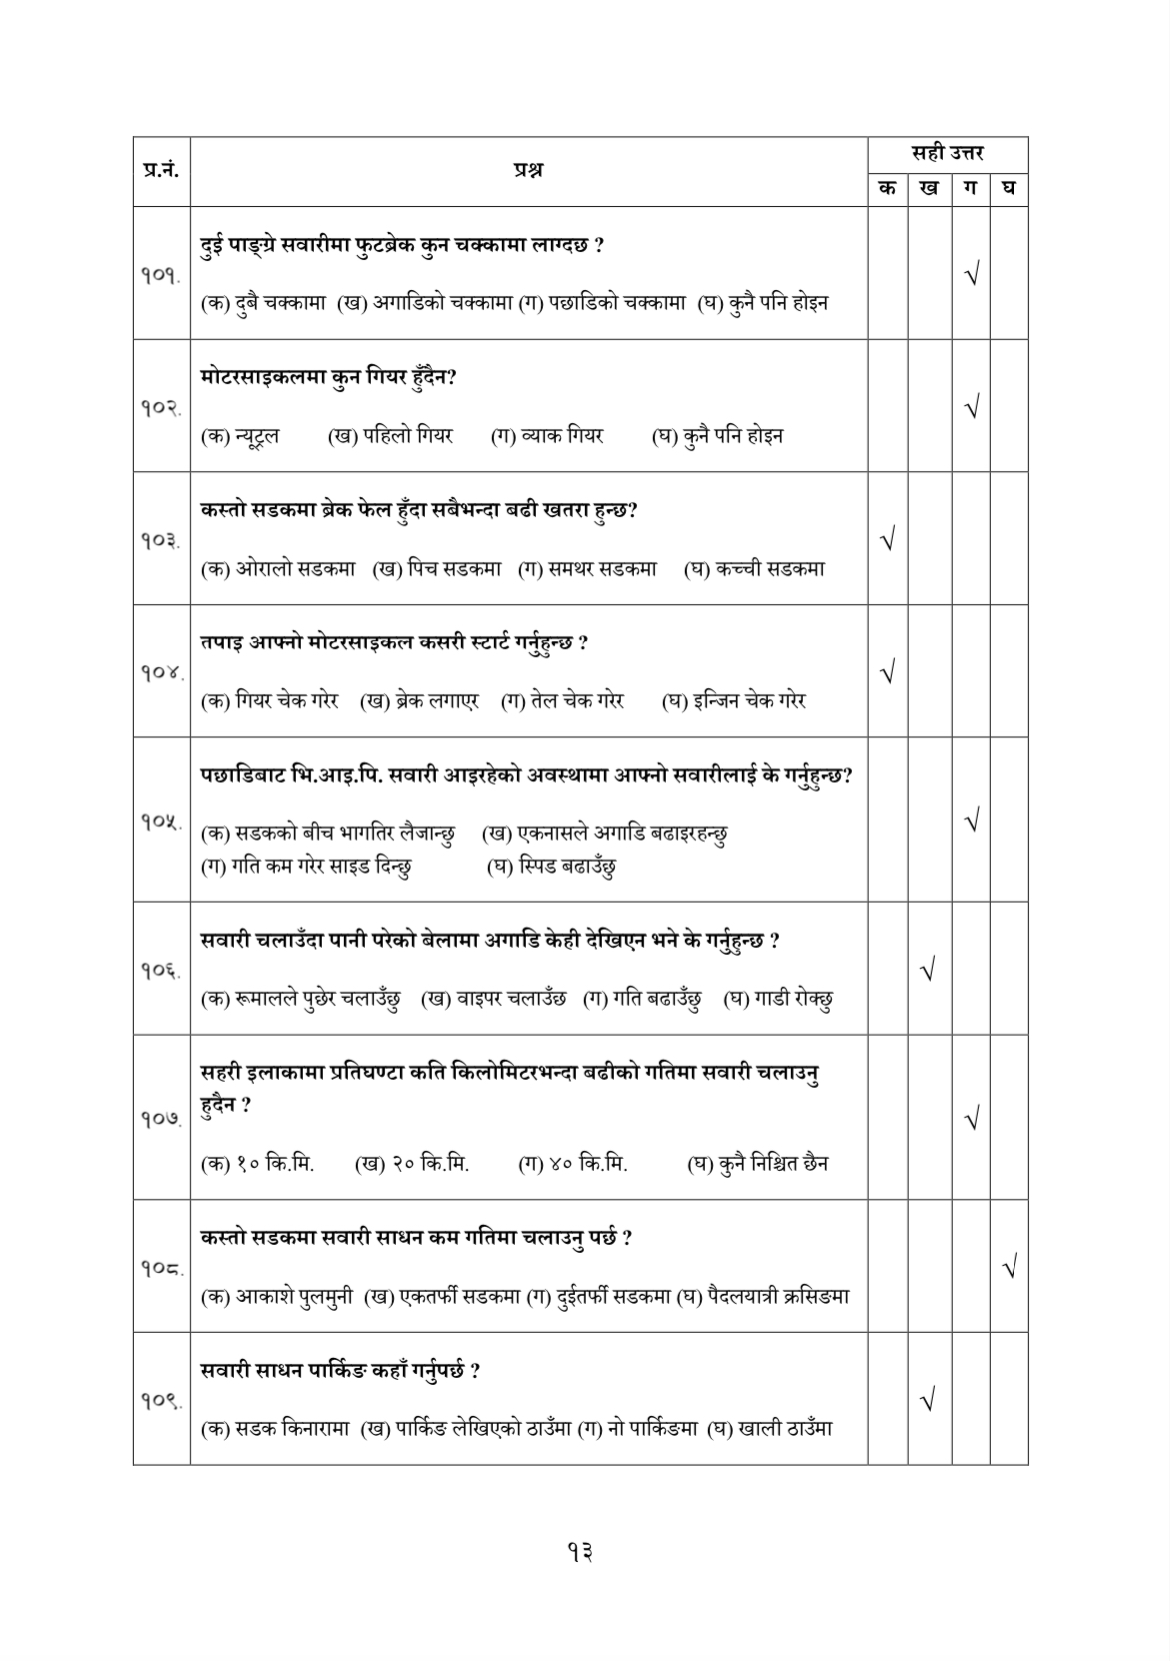 प्र.नं. प्रश्न सही उत्तर
क ख ग घ
१०१. दुई पाङ्ग्रे सवारीमा फुटब्रेक कुन चक्कामा लाग्दछ ?
(क) दुबै चक्कामा (ख) अगाडिको चक्कामा (ग) पछाडिको चक्कामा (घ) कुनै पनि होइन √
१०२. मोटरसाइकलमा कुन गियर हुँदैन?
(क) न्यूट्रल (ख) पहिलो गियर (ग) व्याक गियर (घ) कुनै पनि होइन √
१०३. कस्तो सडकमा ब्रेक फेल हुँदा सबैभन्दा बढी खतरा हुन्छ?
(क) ओरालो सडकमा (ख) पिच सडकमा (ग) समथर सडकमा (घ) कच्ची सडकमा √
१०४. तपाइ आफ्नो मोटरसाइकल कसरी स्टार्ट गर्नुहुन्छ ?
(क) गियर चेक गरेर (ख) ब्रेक लगाएर (ग) तेल चेक गरेर (घ) इन्जिन चेक गरेर √
१०५. पछाडिबाट भि.आइ.पि. सवारी आइरहेको अवस्थामा आफ्नो सवारीलाई के गर्नुहुन्छ?
(क) सडकको बीच भागतिर लैजान्छु (ख) एकनासले अगाडि बढाइरहन्छु √
(ग) गति कम गरेर साइड दिन्छु (घ) स्पिड बढाउँछु
१०६. सवारी चलाउँदा पानी परेको बेलामा अगाडि केही देखिएन भने के गर्नुहुन्छ ?
(क) रूमालले पुछेर चलाउँछु (ख) वाइपर चलाउँछ (ग) गति बढाउँछु (घ) गाडी रोक्छु √
१०७. सहरी इलाकामा प्रतिघण्टा कति किलोमिटरभन्दा बढीको गतिमा सवारी चलाउनु
हुदैन ? √
(क) १० कि.मि. (ख) २० कि.मि. (ग) ४० कि.मि. (घ) कुनै निश्चित छैन
१०८. कस्तो सडकमा सवारी साधन कम गतिमा चलाउनु पर्छ ?
(क) आकाशे पुलमुनी (ख) एकतर्फी सडकमा (ग) दुईतर्फी सडकमा (घ) पैदलयात्री क्रसिङमा √
१०९. सवारी साधन पार्किङ कहाँ गर्नुपर्छ ?
(क) सडक किनारामा (ख) पार्किङ लेखिएको ठाउँमा (ग) नो पार्किङमा (घ) खाली ठाउँमा √
१३